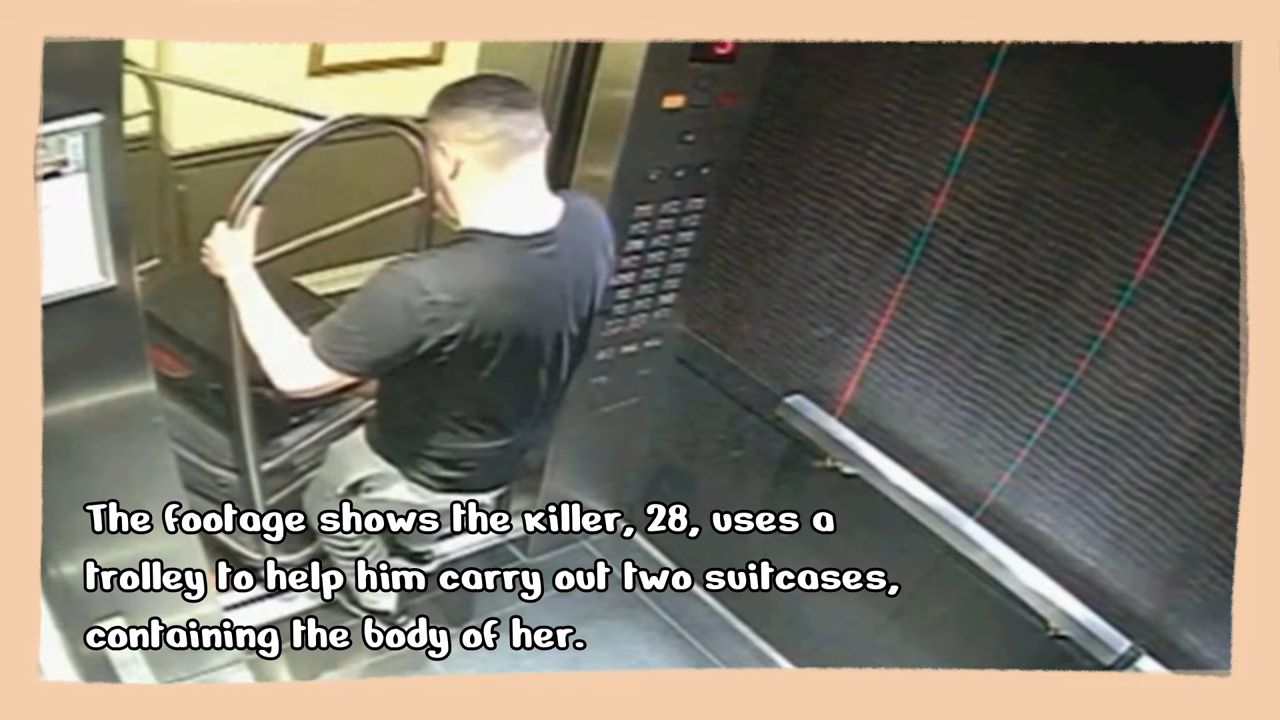 The footage shows the killer, 28, uses a
trolley to help him carry out two suitcases,
containing the body of her.